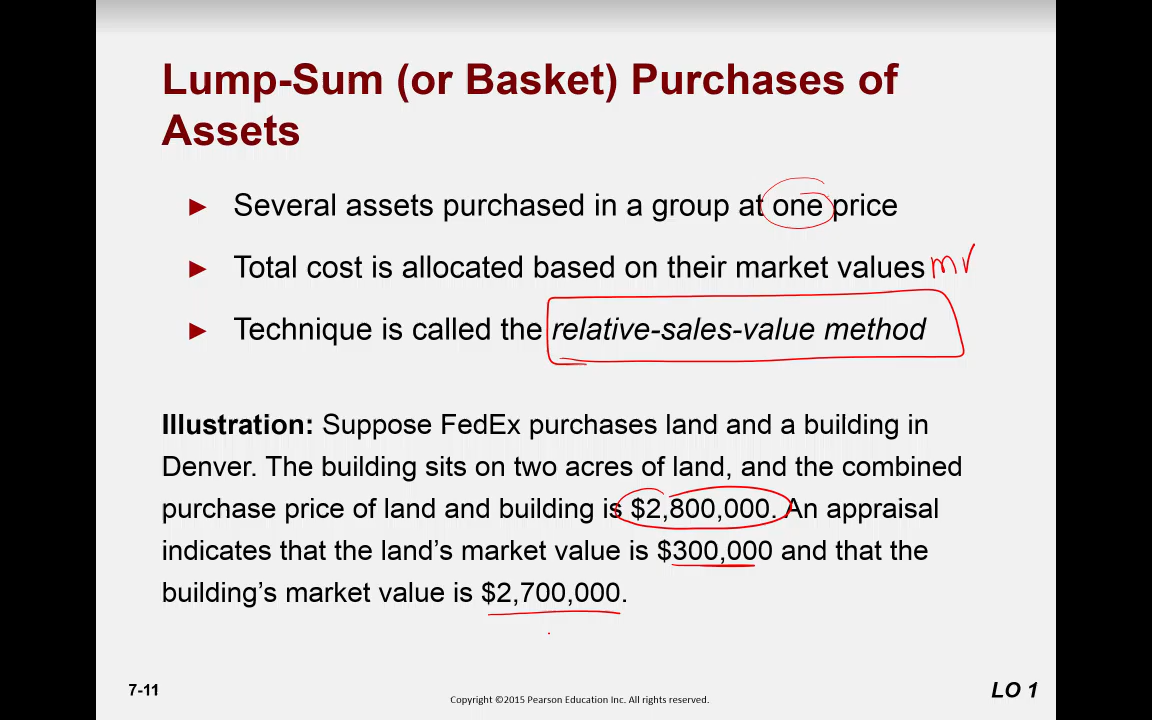 Lump-Sum (or Basket) Purchases of
Assets
► Several assets purchased in a group at one price
► Total cost is allocated based on their market values mv
► Technique is called the relative-sales-value method
Illustration: Suppose FedEx purchases land and a building in
Denver. The building sits on two acres of land, and the combined
purchase price of land and building is $2,800,000. An appraisal
indicates that the land’s market value is $300,000 and that the
building’s market value is $2,700,000.
7-11
Copyright ©2015 Pearson Education Inc. All rights reserved.
LO 1